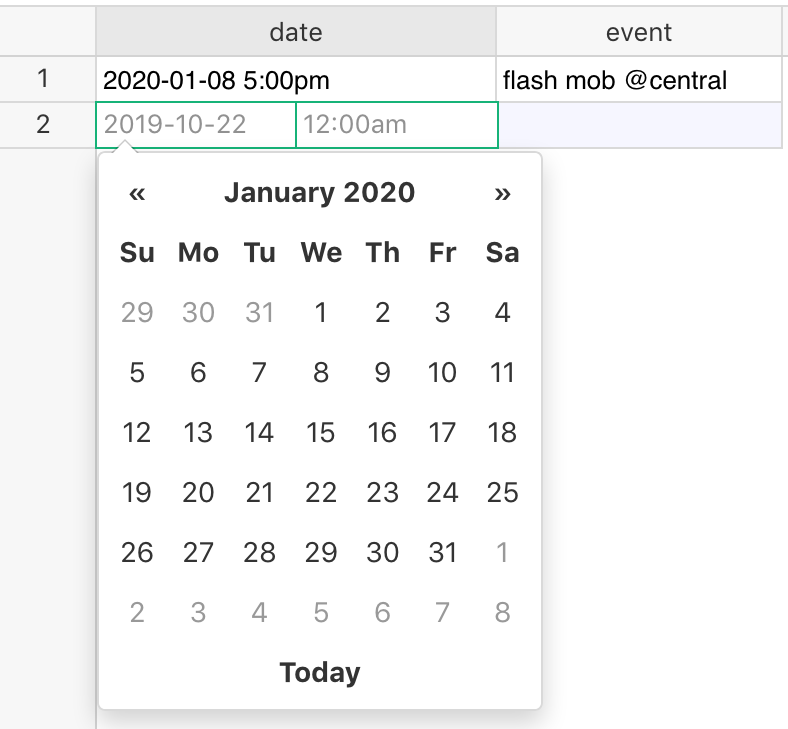 date event
1 2020-01-08 5:00pm flash mob @central
2 2019-10-22 12:00am
« January 2020 »
Su Mo Tu We Th Fr Sa
29 30 31 1 2 3 4
5 6 7 8 9 10 11
12 13 14 15 16 17 18
19 20 21 22 23 24 25
26 27 28 29 30 31 1
2 3 4 5 6 7 8
Today